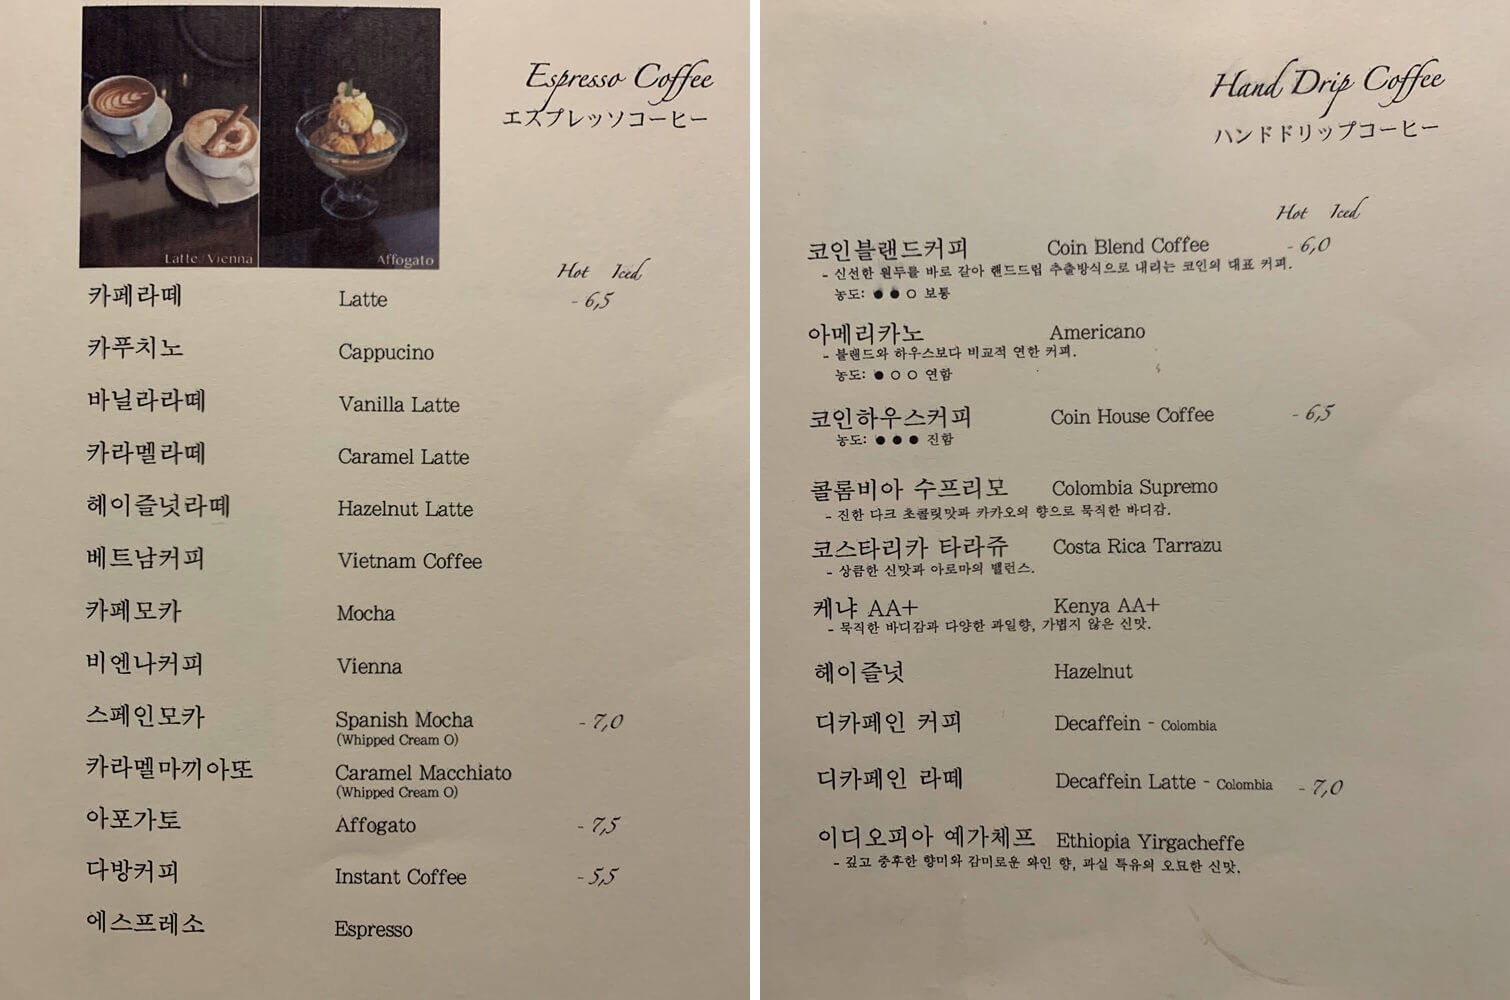 Latte / Vienna
Affogato
Espresso Coffee
エスプレッソコーヒー
Hot Iced
카페라떼 Latte - 6,5
카푸치노 Cappucino
바닐라라떼 Vanilla Latte
카라멜라떼 Caramel Latte
헤이즐넛라떼 Hazelnut Latte
베트남커피 Vietnam Coffee
카페모카 Mocha
비엔나커피 Vienna
스페인모카 Spanish Mocha - 7,0
(Whipped Cream O)
카라멜마끼아또 Caramel Macchiato
(Whipped Cream O)
아포가토 Affogato - 7,5
다방커피 Instant Coffee - 5,5
에스프레소 Espresso
Hand Drip Coffee
ハンドドリップコーヒー
Hot Iced
코인블랜드커피 Coin Blend Coffee - 6,0
- 신선한 원두를 바로 갈아 핸드드립 추출방식으로 내리는 코인의 대표 커피.
농도: ● ● ○ 보통
아메리카노 Americano
- 블랜드와 하우스보다 비교적 연한 커피.
농도: ● ○ ○ 연함
코인하우스커피 Coin House Coffee - 6,5
농도: ● ● ● 진함
콜롬비아 수프리모 Colombia Supremo
- 진한 다크 초콜릿맛과 카카오의 향으로 묵직한 바디감.
코스타리카 타라쥬 Costa Rica Tarrazu
- 상큼한 신맛과 아로마의 밸런스.
케냐 AA+ Kenya AA+
- 묵직한 바디감과 다양한 과일향, 가볍지 않은 신맛.
헤이즐넛 Hazelnut
디카페인 커피 Decaffein - Colombia
디카페인 라떼 Decaffein Latte - Colombia - 7,0
이디오피아 예가체프 Ethiopia Yirgacheffe
- 깊고 중후한 향미와 감미로운 와인 향, 과실 특유의 오묘한 신맛.